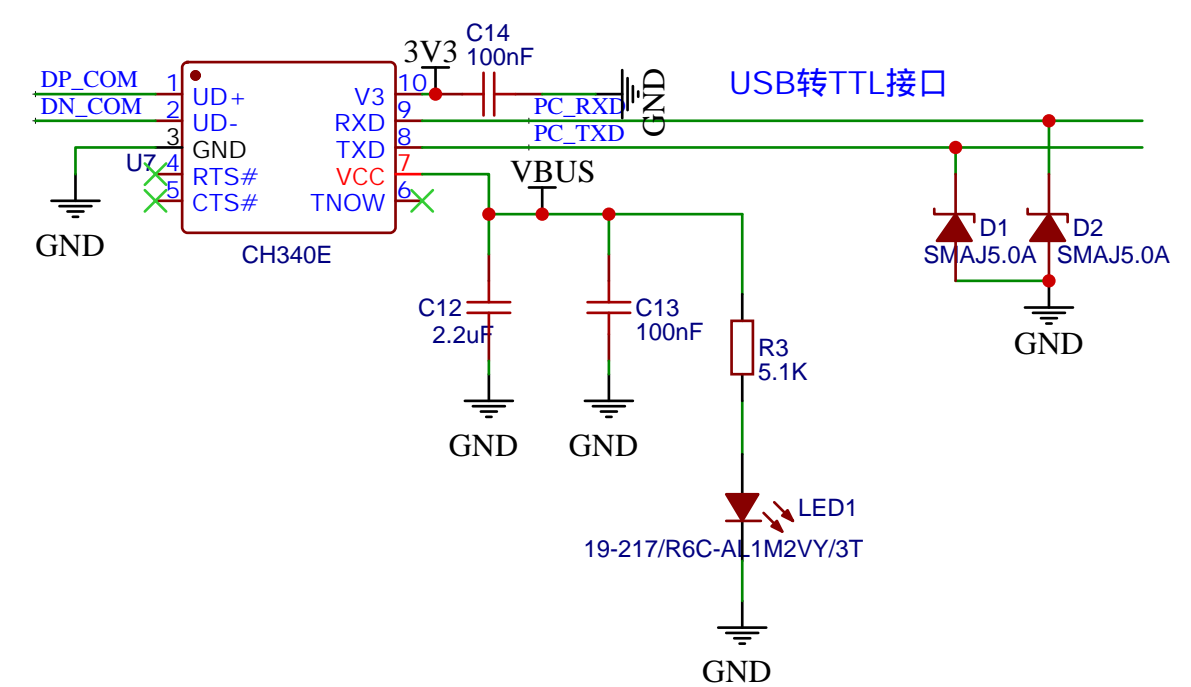 C14
100nF
3V3
GND
USB转TTL接口
DP_COM
DN_COM
1
2
3
4
5
UD+
UD-
GND
RTS#
CTS#
V3
RXD
TXD
VCC
TNOW
10
9
8
7
6
U7
CH340E
PC_RXD
PC_TXD
VBUS
GND
D1
SMAJ5.0A
D2
SMAJ5.0A
GND
C12
2.2uF
C13
100nF
R3
5.1K
GND
GND
LED1
19-217/R6C-AL1M2VY/3T
GND